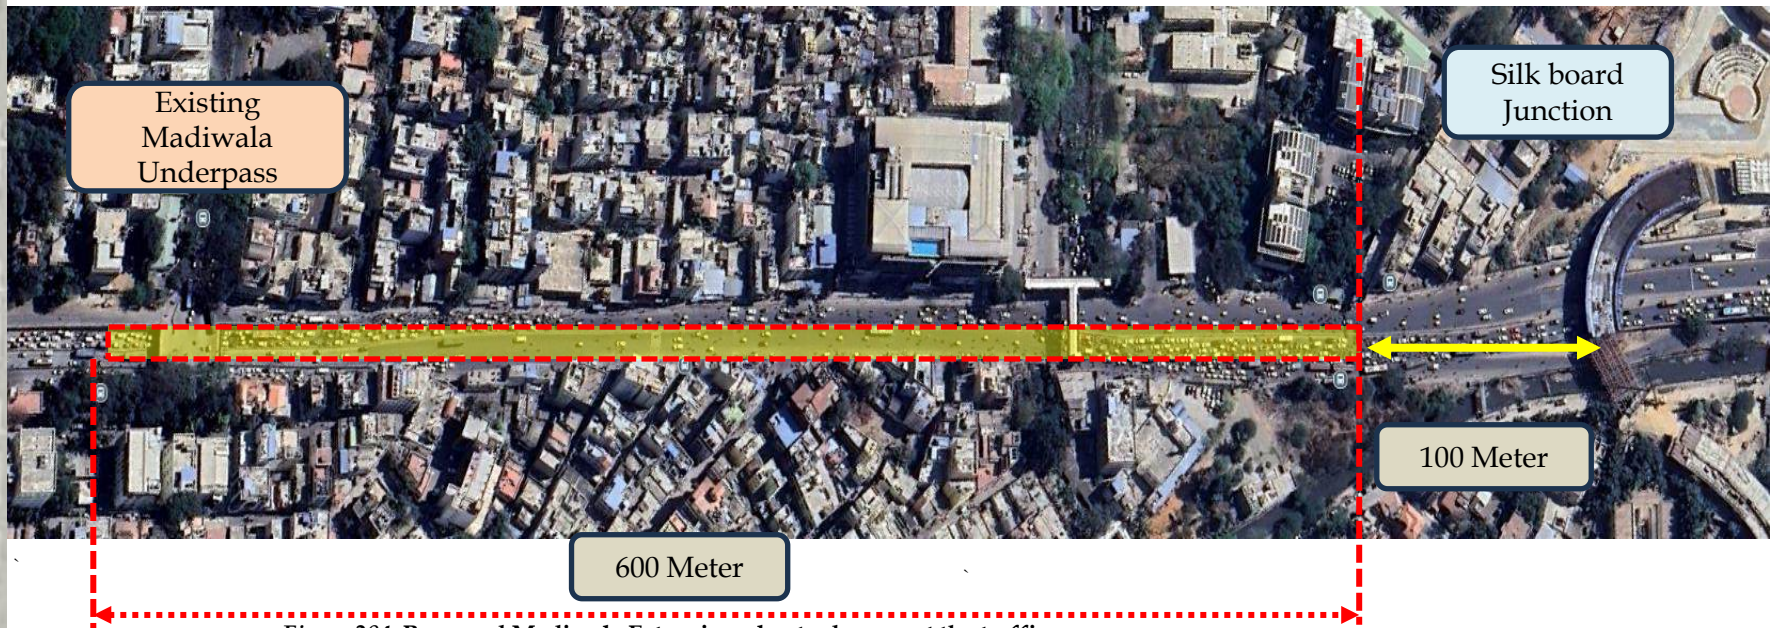 Existing
Madiwala
Underpass
Silk board
Junction
100 Meter
600 Meter